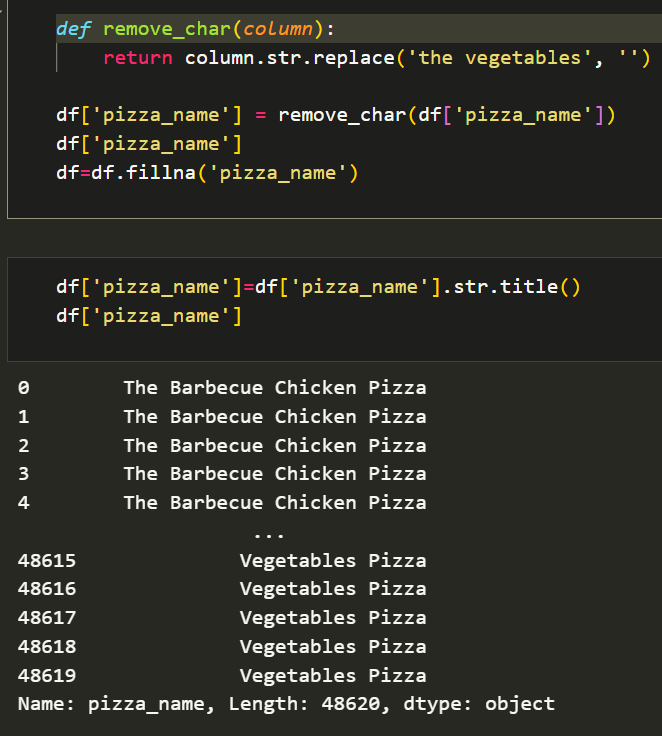 def remove_char(column):
    return column.str.replace('the vegetables', '')
df['pizza_name'] = remove_char(df['pizza_name'])
df['pizza_name']
df=df.fillna('pizza_name')
df['pizza_name']=df['pizza_name'].str.title()
df['pizza_name']
0        The Barbecue Chicken Pizza
1        The Barbecue Chicken Pizza
2        The Barbecue Chicken Pizza
3        The Barbecue Chicken Pizza
4        The Barbecue Chicken Pizza
                    ...
48615              Vegetables Pizza
48616              Vegetables Pizza
48617              Vegetables Pizza
48618              Vegetables Pizza
48619              Vegetables Pizza
Name: pizza_name, Length: 48620, dtype: object